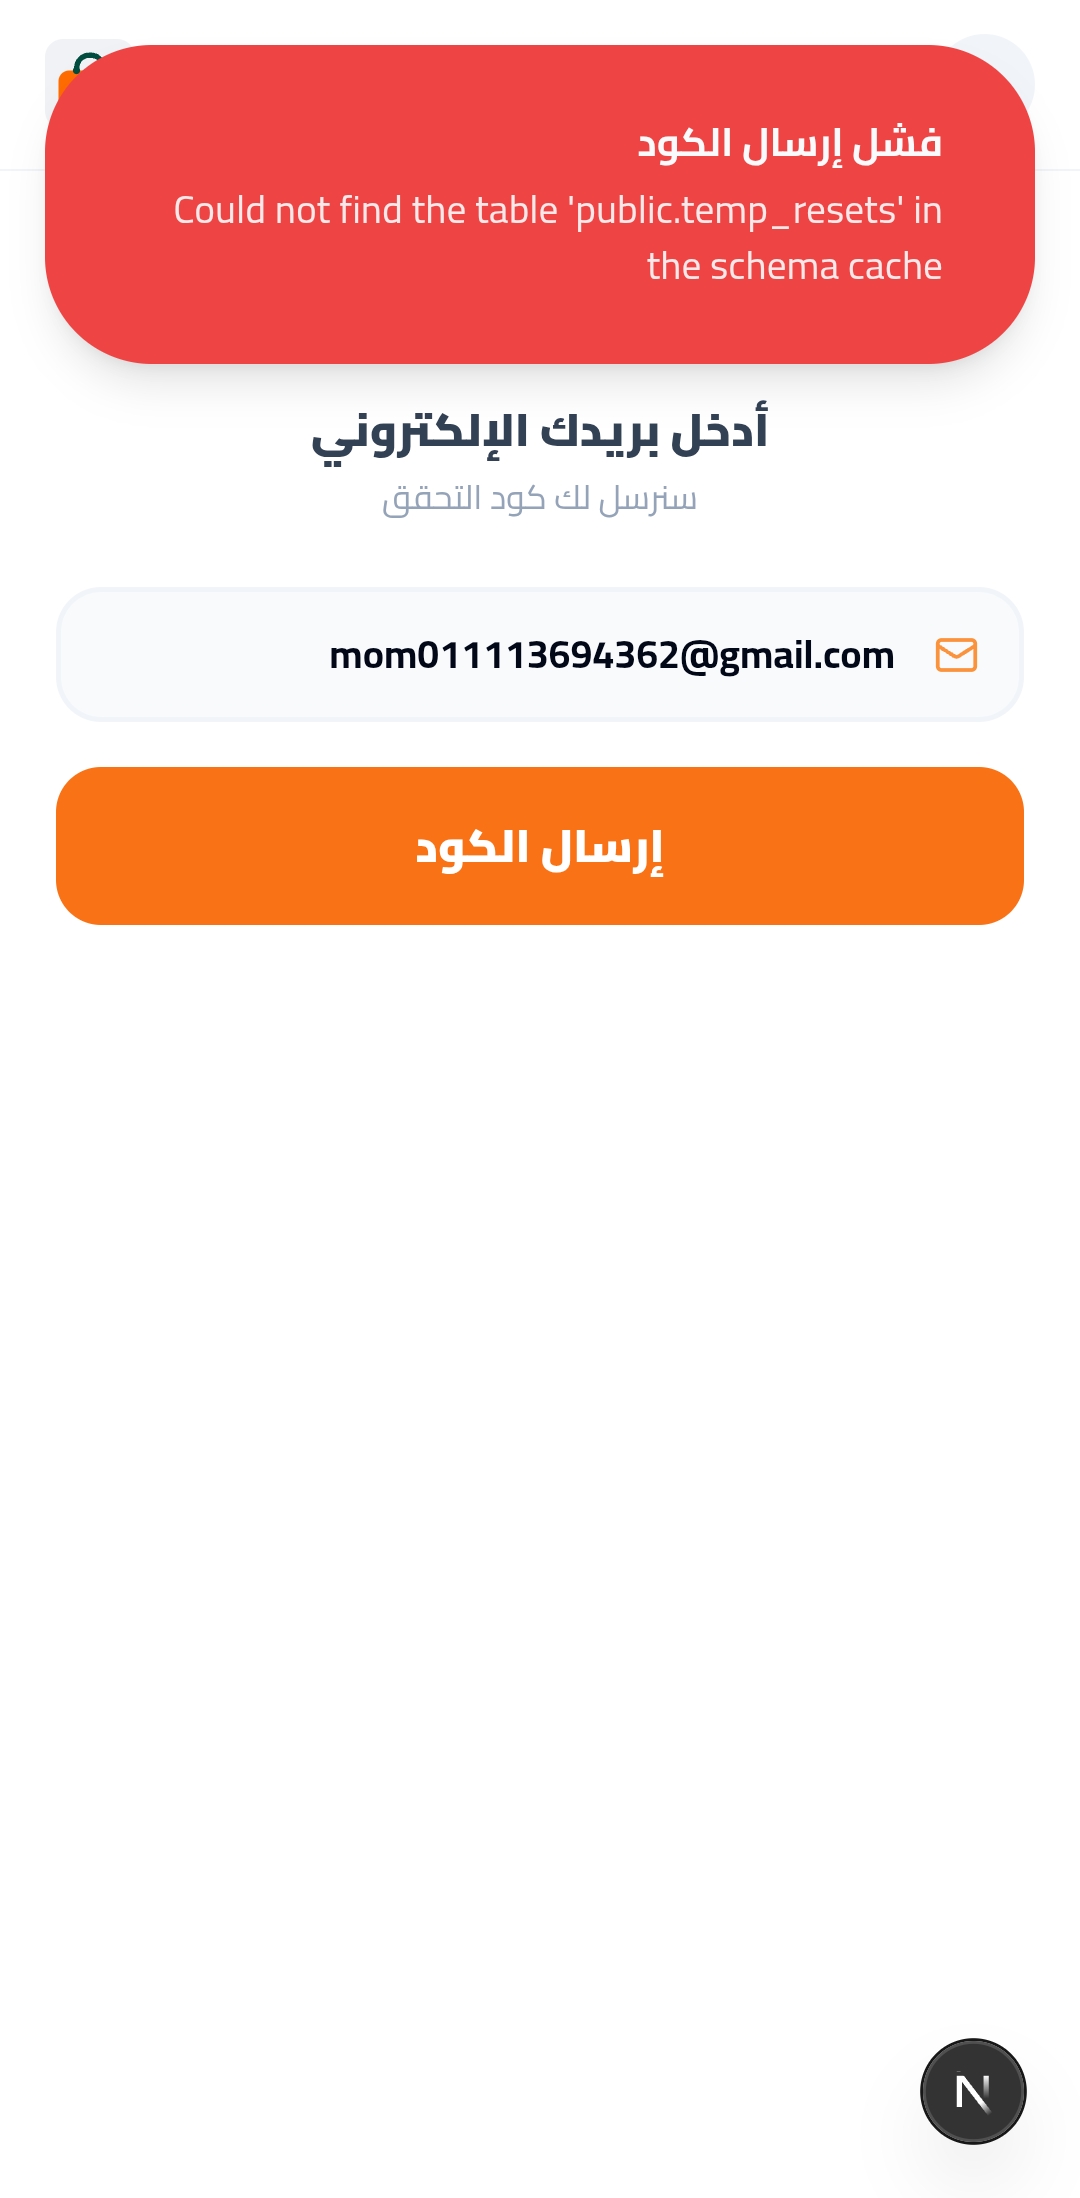 فشل إرسال الكود
Could not find the table 'public.temp_resets' in
the schema cache
أدخل بريدك الإلكتروني
سنرسل لك كود التحقق
mom011113694362@gmail.com
إرسال الكود
N